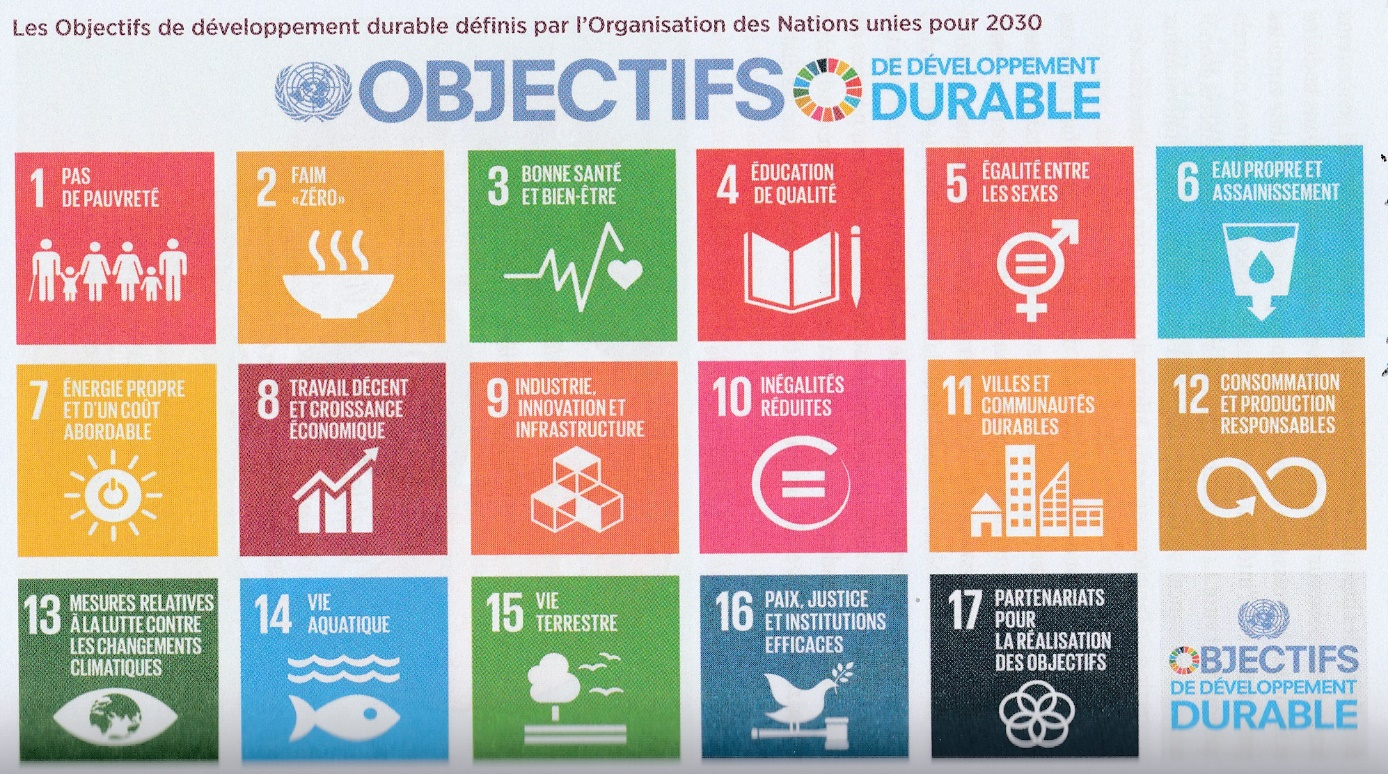 Les Objectifs de développement durable définis par l'Organisation des Nations unies pour 2030
OBJECTIFS
DE DÉVELOPPEMENT
DURABLE
1 PAS
DE PAUVRETÉ
2 FAIM
«ZÉRO»
3 BONNE SANTÉ
ET BIEN-ÊTRE
4 ÉDUCATION
DE QUALITÉ
5 ÉGALITÉ ENTRE
LES SEXES
6 EAU PROPRE ET
ASSAINISSEMENT
7 ÉNERGIE PROPRE
ET D'UN COÛT
ABORDABLE
8 TRAVAIL DÉCENT
ET CROISSANCE
ÉCONOMIQUE
9 INDUSTRIE,
INNOVATION ET
INFRASTRUCTURE
10 INÉGALITÉS
RÉDUITES
11 VILLES ET
COMMUNAUTÉS
DURABLES
12 CONSOMMATION
ET PRODUCTION
RESPONSABLES
13 MESURES RELATIVES
À LA LUTTE CONTRE
LES CHANGEMENTS
CLIMATIQUES
14 VIE
AQUATIQUE
15 VIE
TERRESTRE
16 PAIX, JUSTICE
ET INSTITUTIONS
EFFICACES
17 PARTENARIATS
POUR
LA RÉALISATION
DES OBJECTIFS
OBJECTIFS
DE DÉVELOPPEMENT
DURABLE